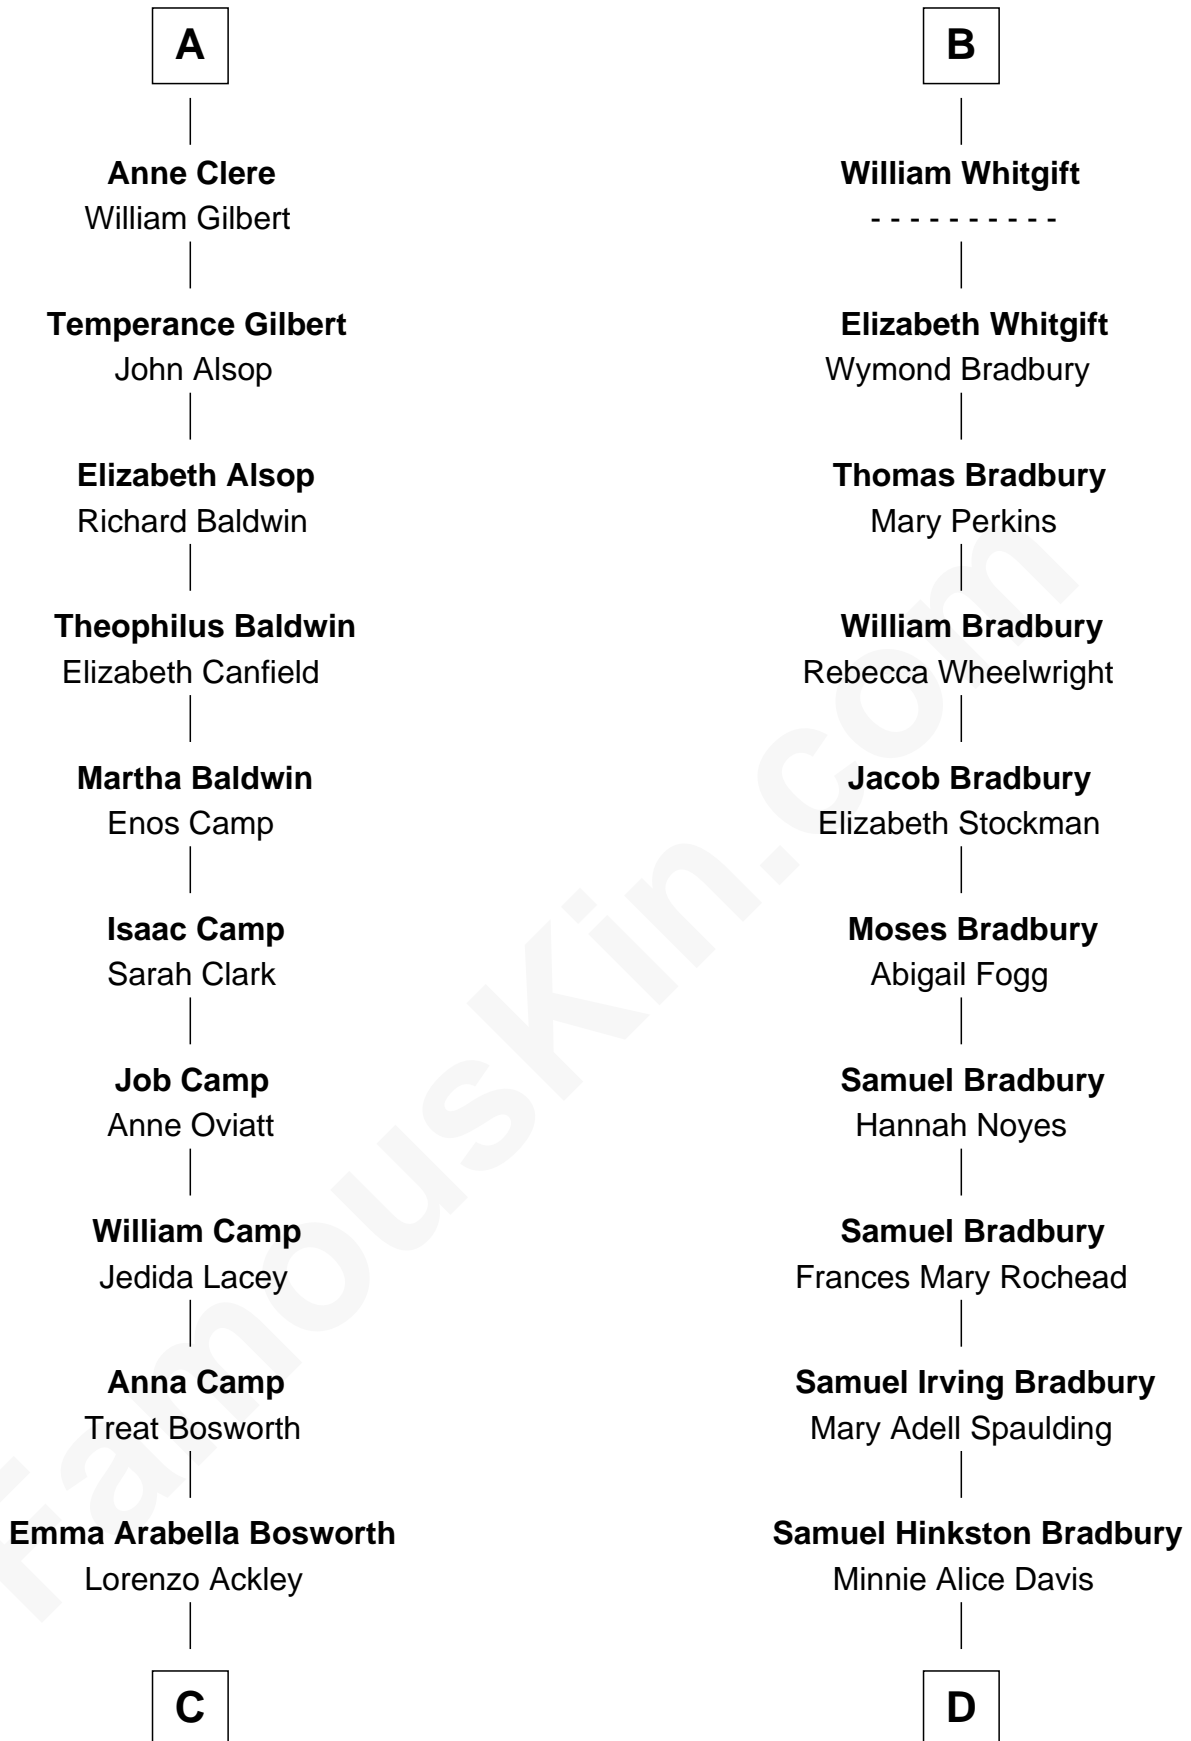 A
Anne Clere
William Gilbert
Temperance Gilbert
John Alsop
Elizabeth Alsop
Richard Baldwin
Theophilus Baldwin
Elizabeth Canfield
Martha Baldwin
Enos Camp
Isaac Camp
Sarah Clark
Job Camp
Anne Oviatt
William Camp
Jedida Lacey
Anna Camp
Treat Bosworth
Emma Arabella Bosworth
Lorenzo Ackley
C
B
William Whitgift
- - - - - - - - - -
Elizabeth Whitgift
Wymond Bradbury
Thomas Bradbury
Mary Perkins
William Bradbury
Rebecca Wheelwright
Jacob Bradbury
Elizabeth Stockman
Moses Bradbury
Abigail Fogg
Samuel Bradbury
Hannah Noyes
Samuel Bradbury
Frances Mary Rochead
Samuel Irving Bradbury
Mary Adell Spaulding
Samuel Hinkston Bradbury
Minnie Alice Davis
D
FamousKin.com